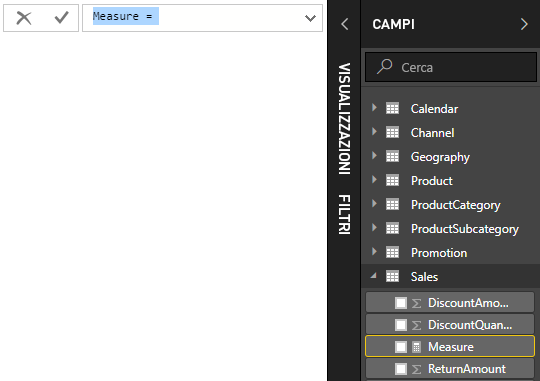 Measure =
CAMPI
VISUALIZZAZIONI
FILTRI
Cerca
Calendar
Channel
Geography
Product
ProductCategory
ProductSubcategory
Promotion
Sales
DiscountAmo...
DiscountQuan...
Measure
ReturnAmount